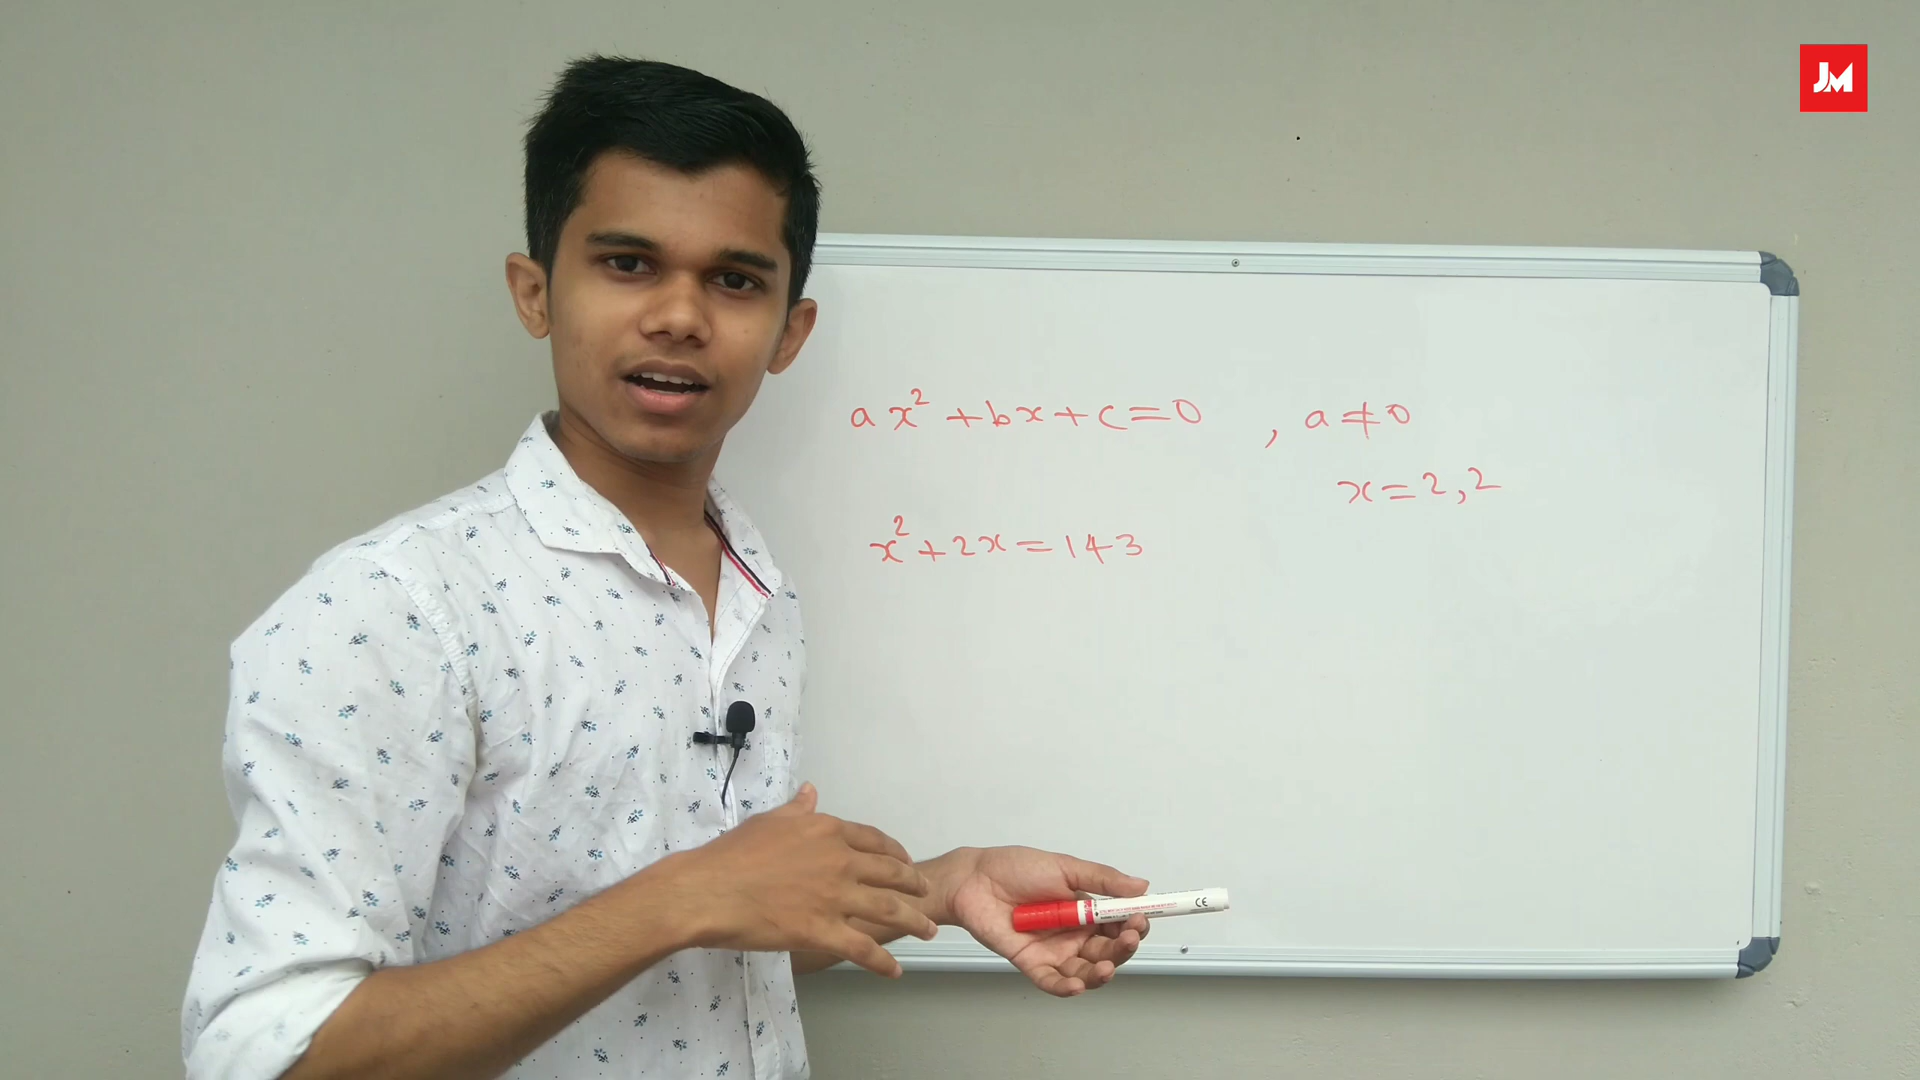 JM
ax² + bx + c = 0 , a ≠ 0
x = 2, 2
x² + 2x = 143
CE